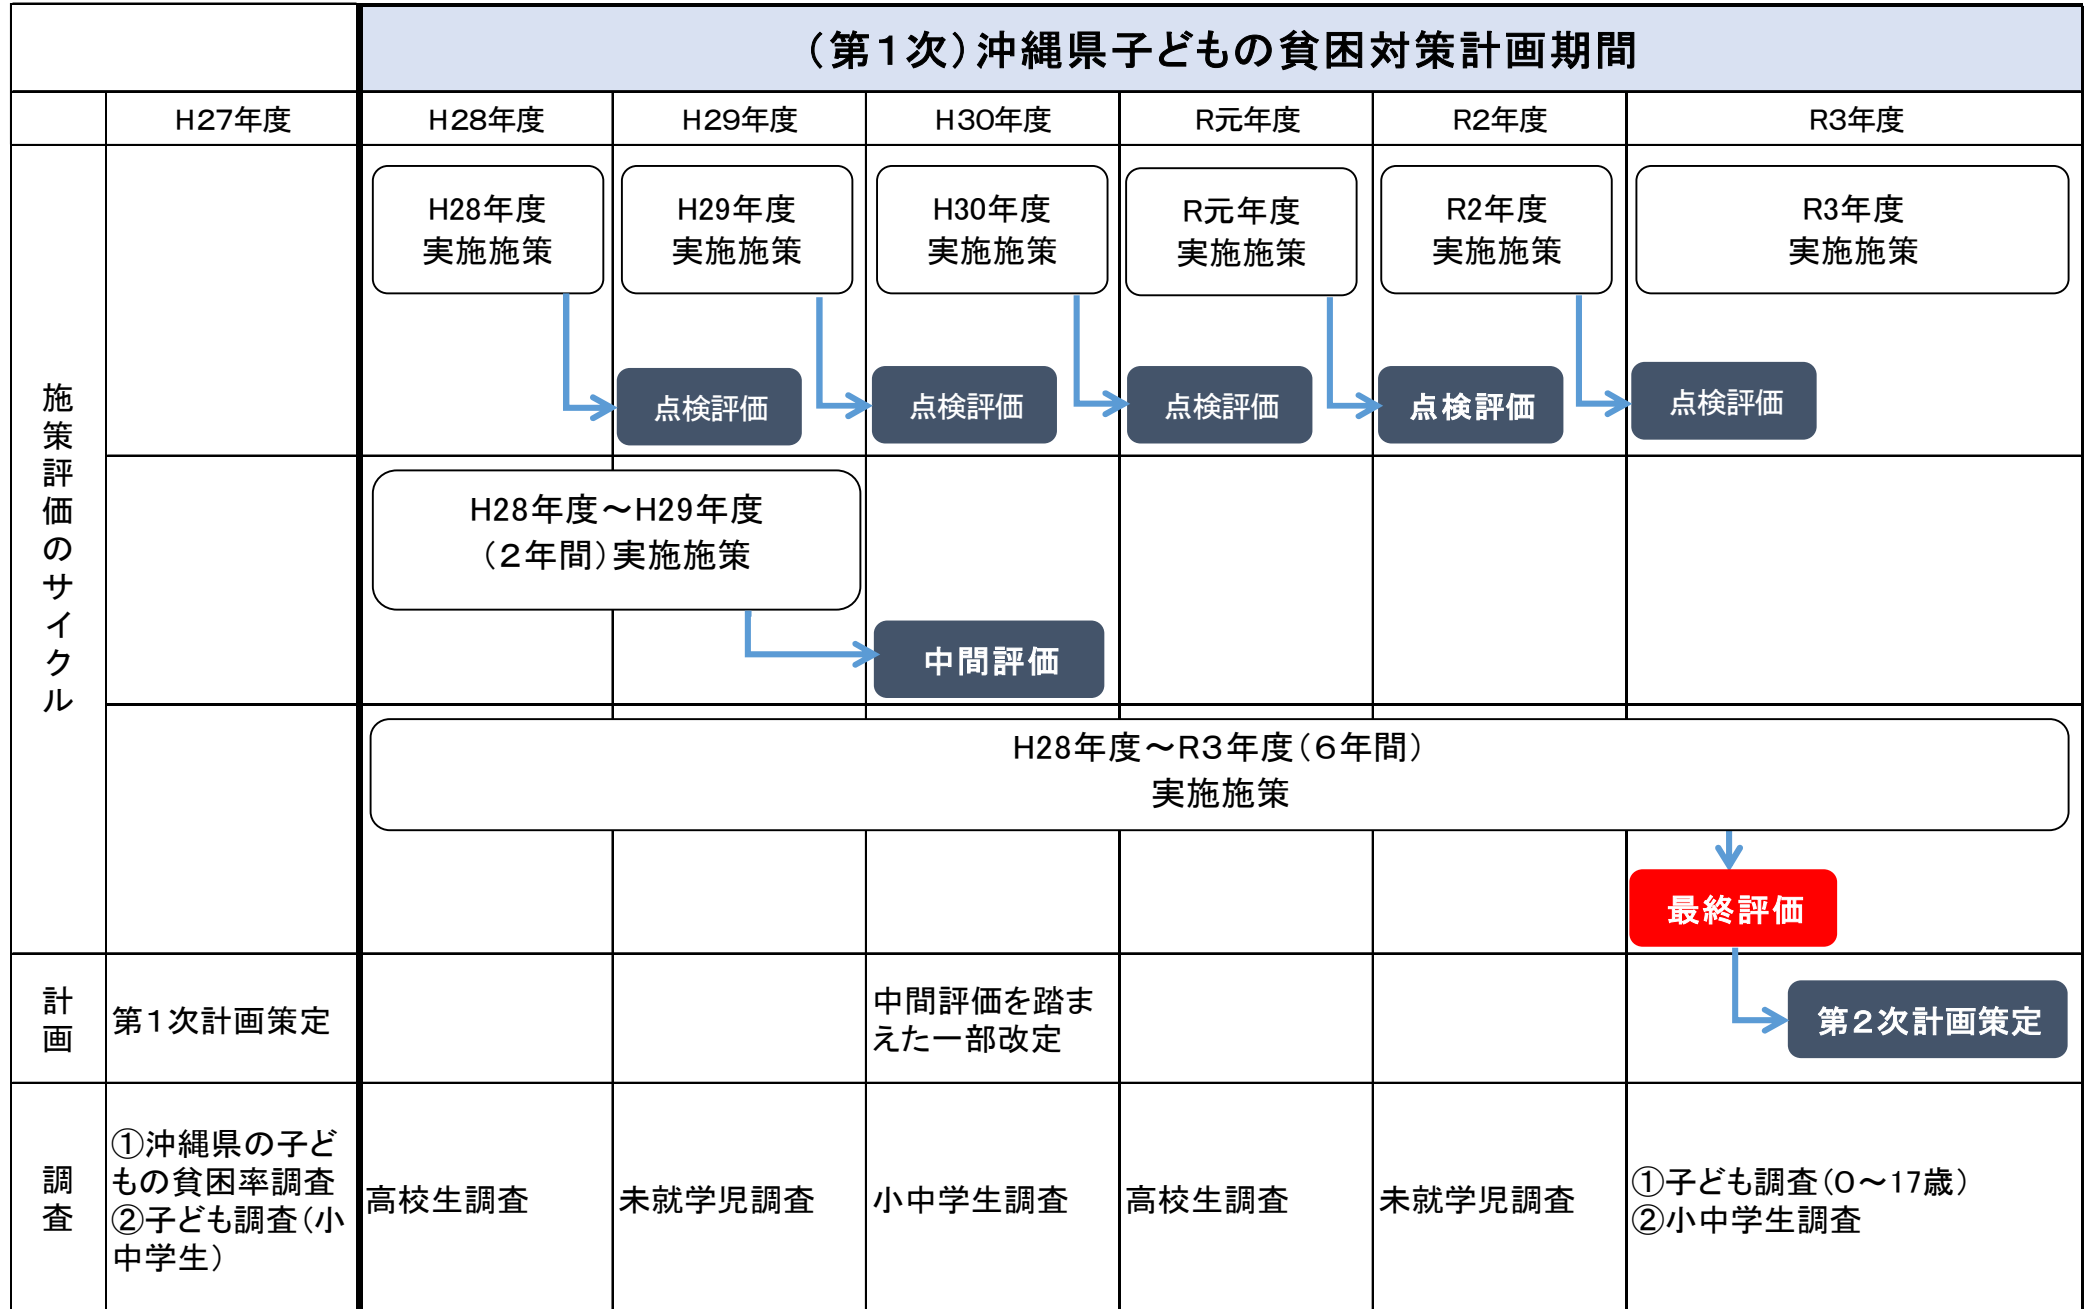 （第１次）沖縄県子どもの貧困対策計画期間
H27年度
H28年度
H29年度
H30年度
R元年度
R2年度
R3年度
施策評価のサイクル
H28年度
実施施策
H29年度
実施施策
H30年度
実施施策
R元年度
実施施策
R2年度
実施施策
R3年度
実施施策
点検評価
点検評価
点検評価
点検評価
点検評価
H28年度～H29年度
（２年間）実施施策
中間評価
H28年度～R３年度（６年間）
実施施策
最終評価
計画
第１次計画策定
中間評価を踏ま
えた一部改定
第２次計画策定
調査
①沖縄県の子ど
もの貧困率調査
②子ども調査（小
中学生）
高校生調査
未就学児調査
小中学生調査
高校生調査
未就学児調査
①子ども調査（０～17歳）
②小中学生調査